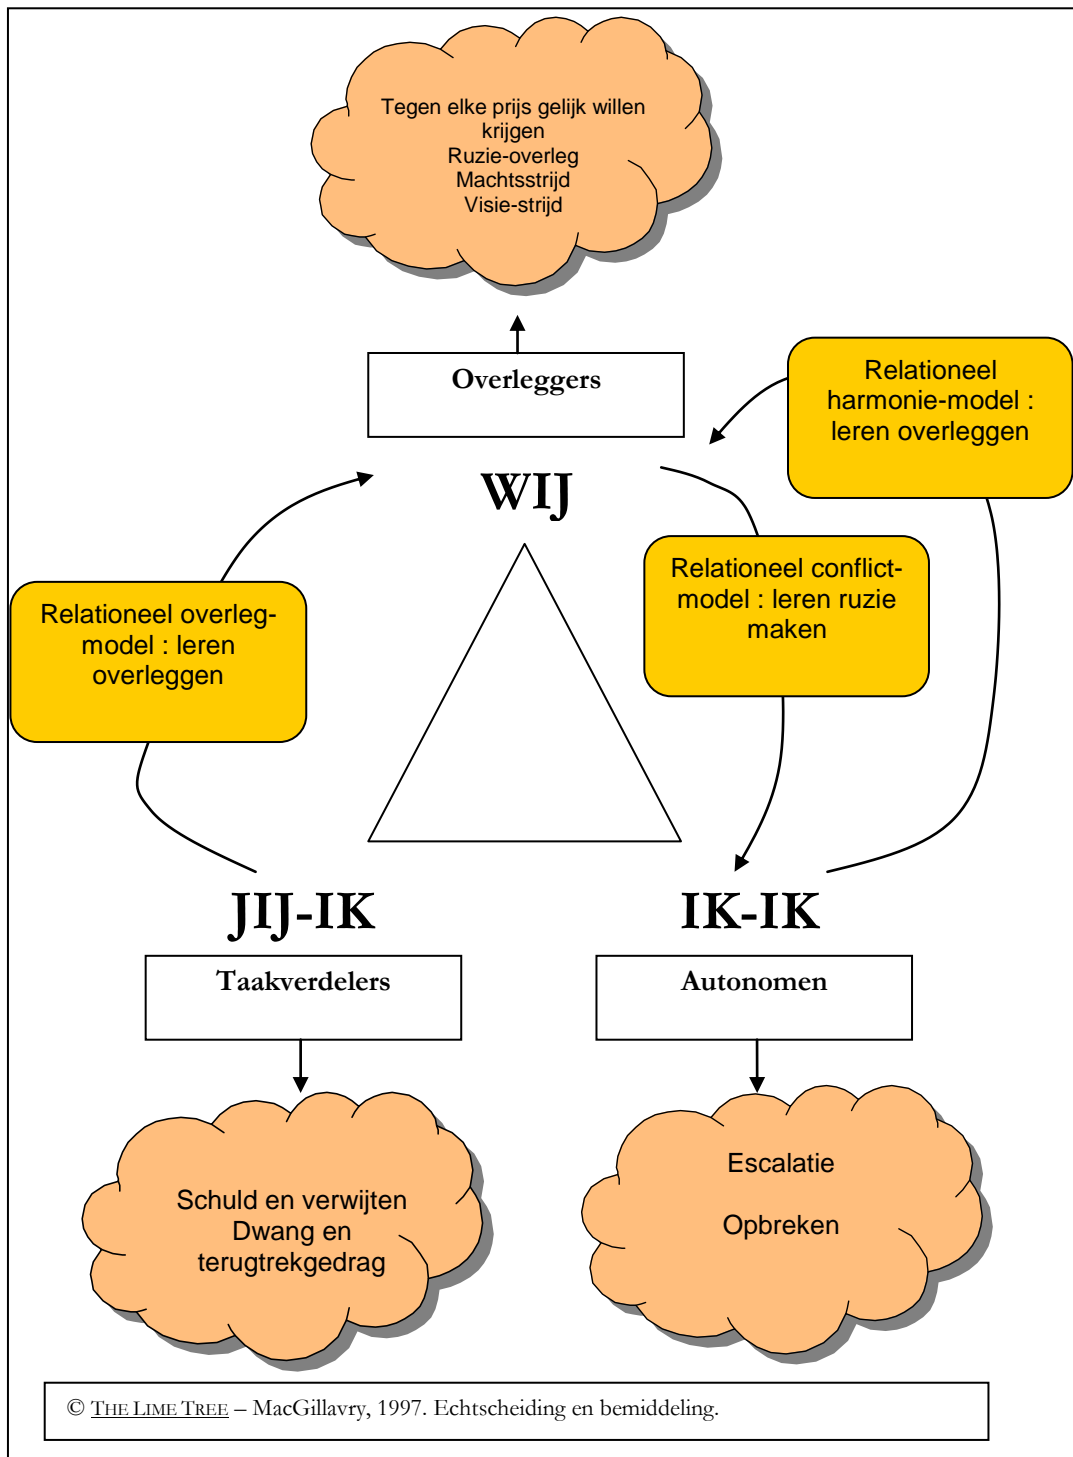 Tegen elke prijs gelijk willen
krijgen
Ruzie-overleg
Machtsstrijd
Visie-strijd
Overleggers
Relationeel
harmonie-model :
leren overleggen
WIJ
Relationeel conflict-
model : leren ruzie
maken
Relationeel overleg-
model : leren
overleggen
JIJ-IK
IK-IK
Taakverdelers
Autonomen
Schuld en verwijten
Dwang en
terugtrekgedrag
Escalatie
Opbreken
© THE LIME TREE – MacGillavry, 1997. Echtscheiding en bemiddeling.